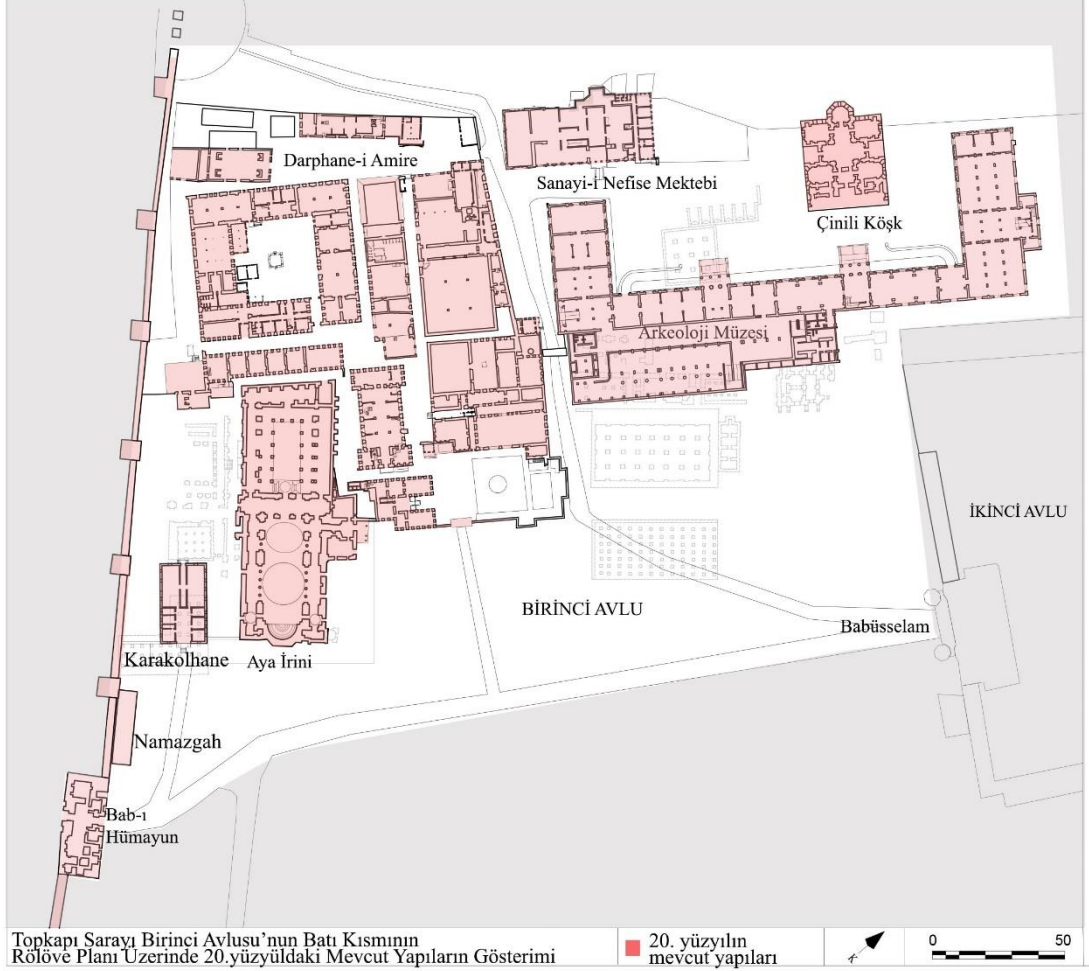 Darphane-i Amire
Sanayi-i Nefise Mektebi
Çinili Köşk
Arkeoloji Müzesi
İKİNCİ AVLU
BİRİNCİ AVLU
Babüsselam
Karakolhane
Aya İrini
Namazgah
Bab-ı
Hümayun
Topkapı Sarayı Birinci Avlusu’nun Batı Kısmının
Rölöve Planı Üzerinde 20.yüzyüldaki Mevcut Yapıların Gösterimi
20. yüzyılın
mevcut yapıları
K
0 50